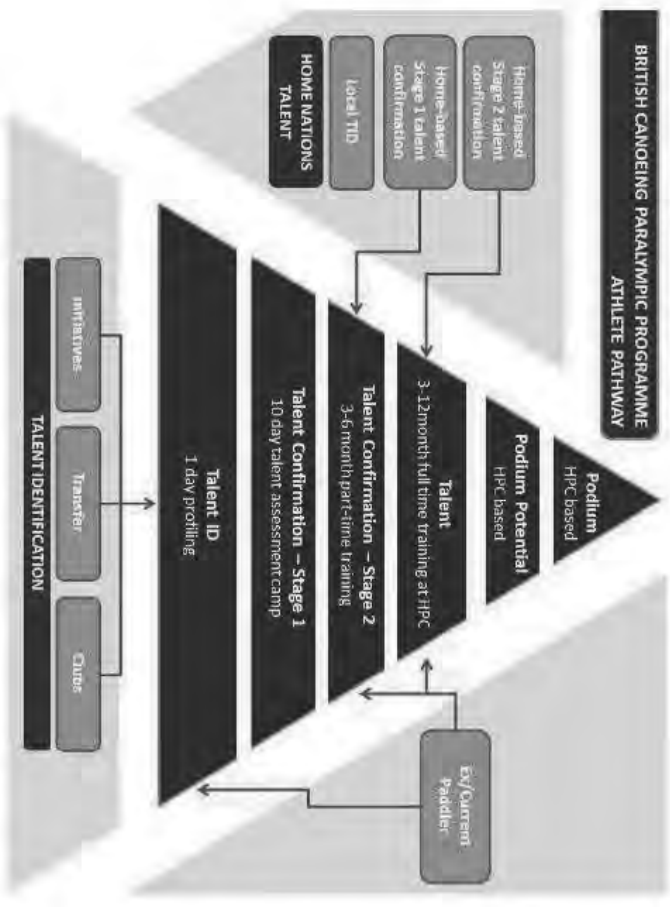 BRITISH CANOEING PARALYMPIC PROGRAMME
ATHLETE PATHWAY
Podium
HPC based
Podium Potential
HPC based
Talent
3-12month full time training at HPC
Talent Confirmation – Stage 2
3-6 month part-time training
Talent Confirmation – Stage 1
10 day talent assessment camp
Talent ID
1 day profiling
Home-based
Stage 2 talent
confirmation
Home-based
Stage 1 talent
confirmation
Local TID
HOME NATIONS
TALENT
Ex/Current
Paddler
Initiatives
Transfer
Clubs
TALENT IDENTIFICATION